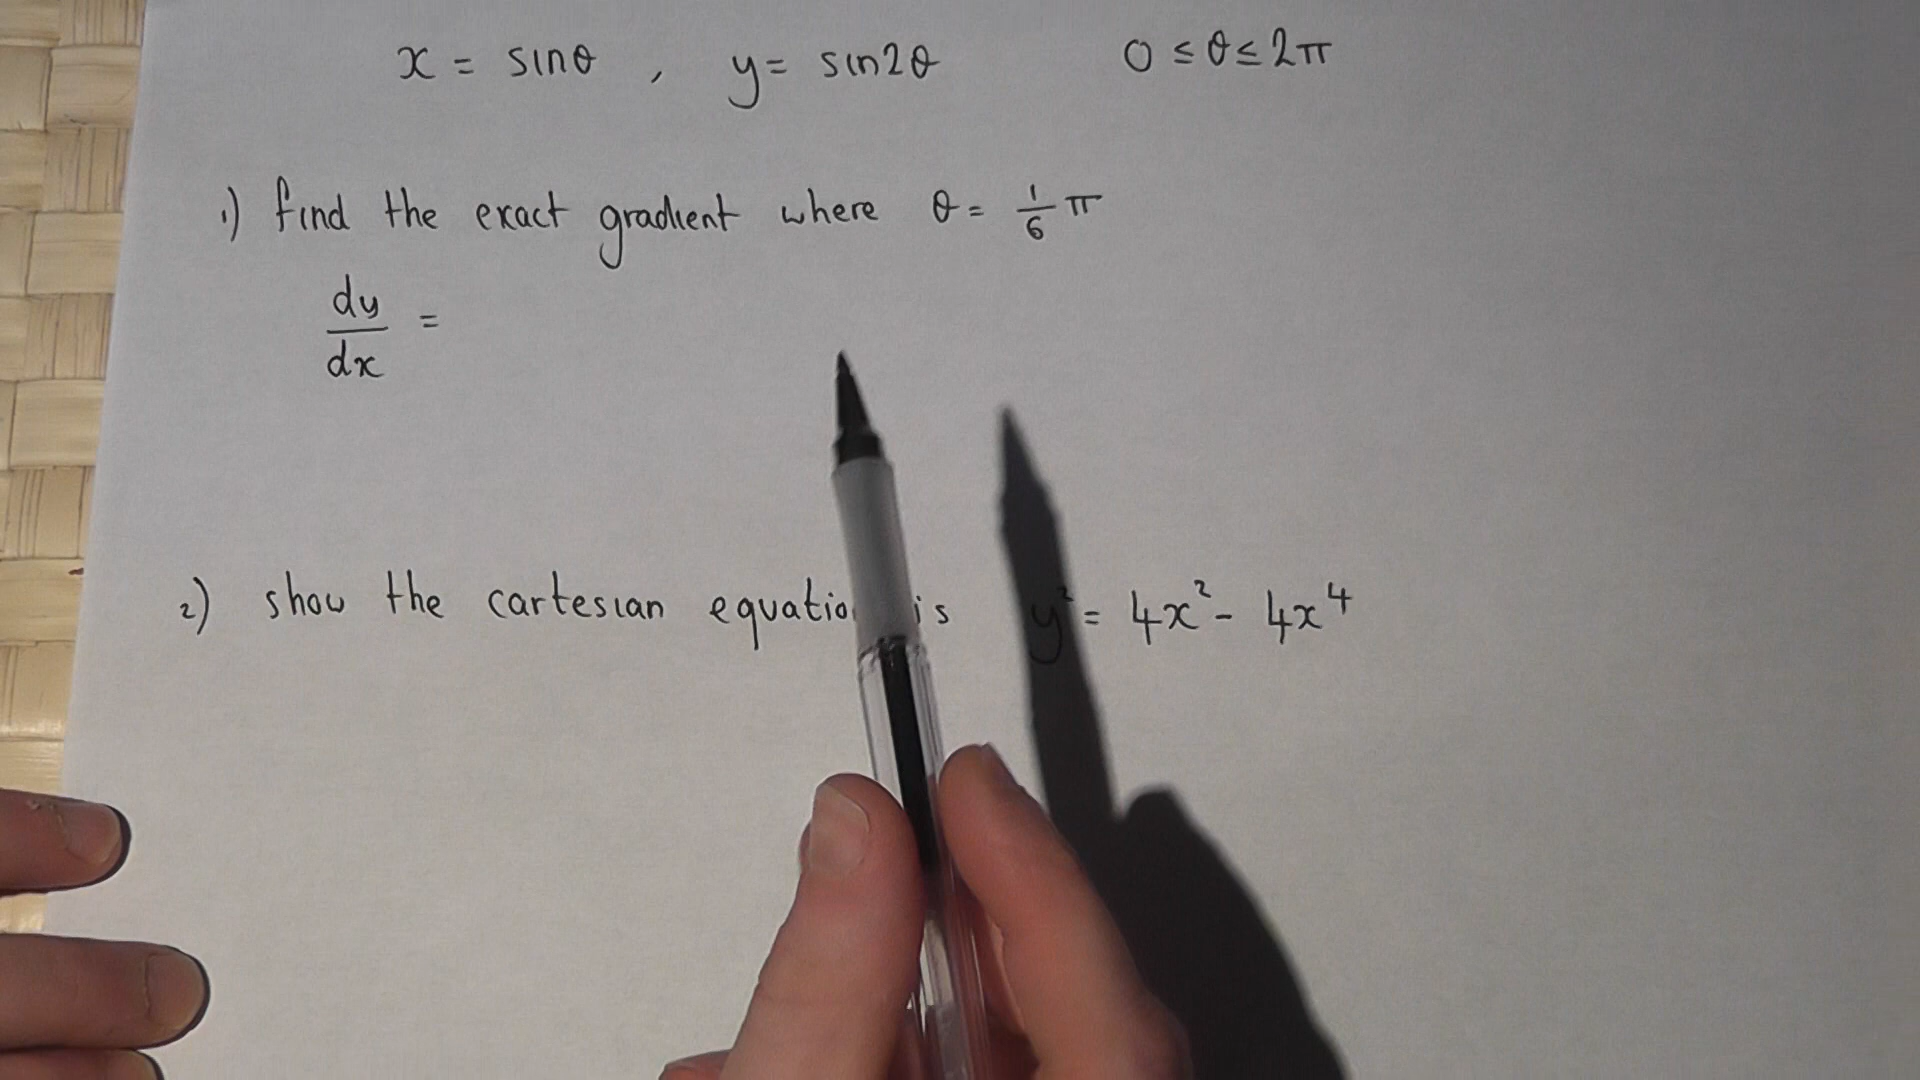 x = sinθ , y = sin2θ 0 ≤ θ ≤ 2π
1) find the exact gradient where θ = 1/6 π
dy/dx =
2) show the cartesian equation is y² = 4x² - 4x⁴